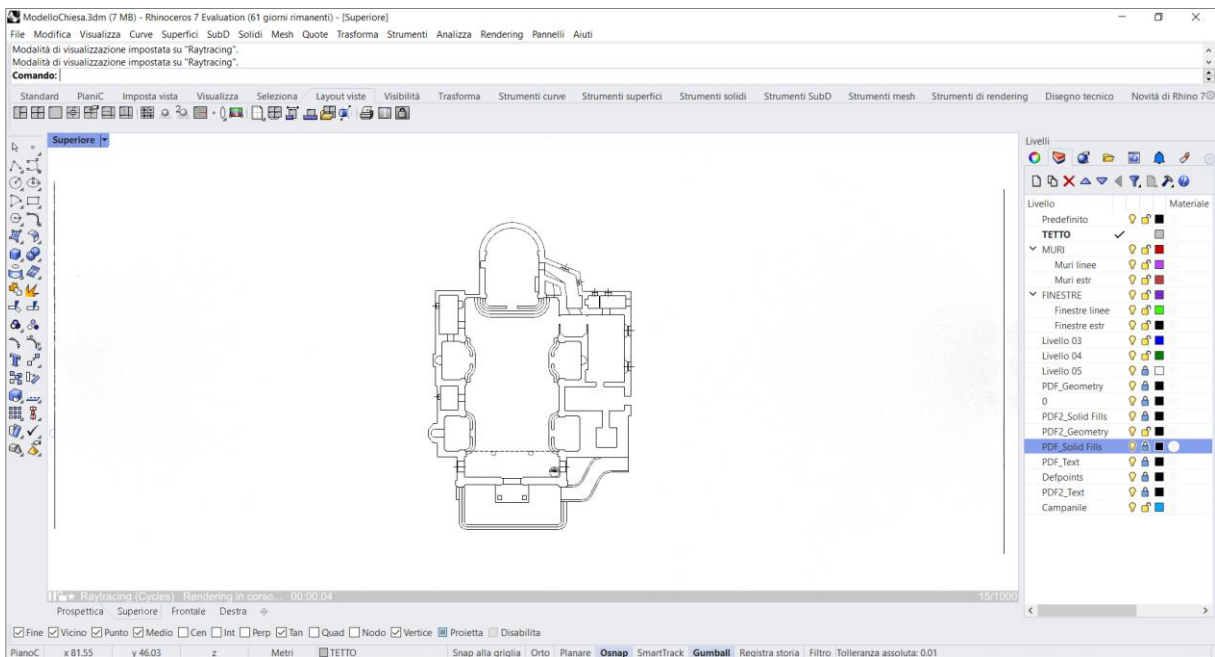 ModelloChiesa.3dm (7 MB) - Rhinoceros 7 Evaluation (61 giorni rimanenti) - [Superiore]
File Modifica Visualizza Curve Superfici SubD Solidi Mesh Quote Trasforma Strumenti Analizza Rendering Pannelli Aiuti
Modalità di visualizzazione impostata su "Raytracing".
Modalità di visualizzazione impostata su "Raytracing".
Comando:
Standard PianiC Imposta vista Visualizza Seleziona Layout viste Visibilità Trasforma Strumenti curve Strumenti superfici Strumenti solidi Strumenti SubD Strumenti mesh Strumenti di rendering Disegno tecnico Novità di Rhino 7
Superiore
Livelli
Livello Materiale
Predefinito
TETTO
MURI
Muri linee
Muri estr
FINESTRE
Finestre linee
Finestre estr
Livello 03
Livello 04
Livello 05
PDF_Geometry
0
PDF2_Solid Fills
PDF2_Geometry
PDF_Solid Fills
PDF_Text
Defpoints
PDF2_Text
Campanile
Raytracing (Cycles) Rendering in corso... 00:00:04 15/1000
Prospettica Superiore Frontale Destra
Fine Vicino Punto Medio Cen Int Perp Tan Quad Nodo Vertice Proietta Disabilita
PianoC x 81.55 y 46.03 z Metri TETTO Snap alla griglia Orto Planare Osnap SmartTrack Gumball Registra storia Filtro Tolleranza assoluta: 0.01